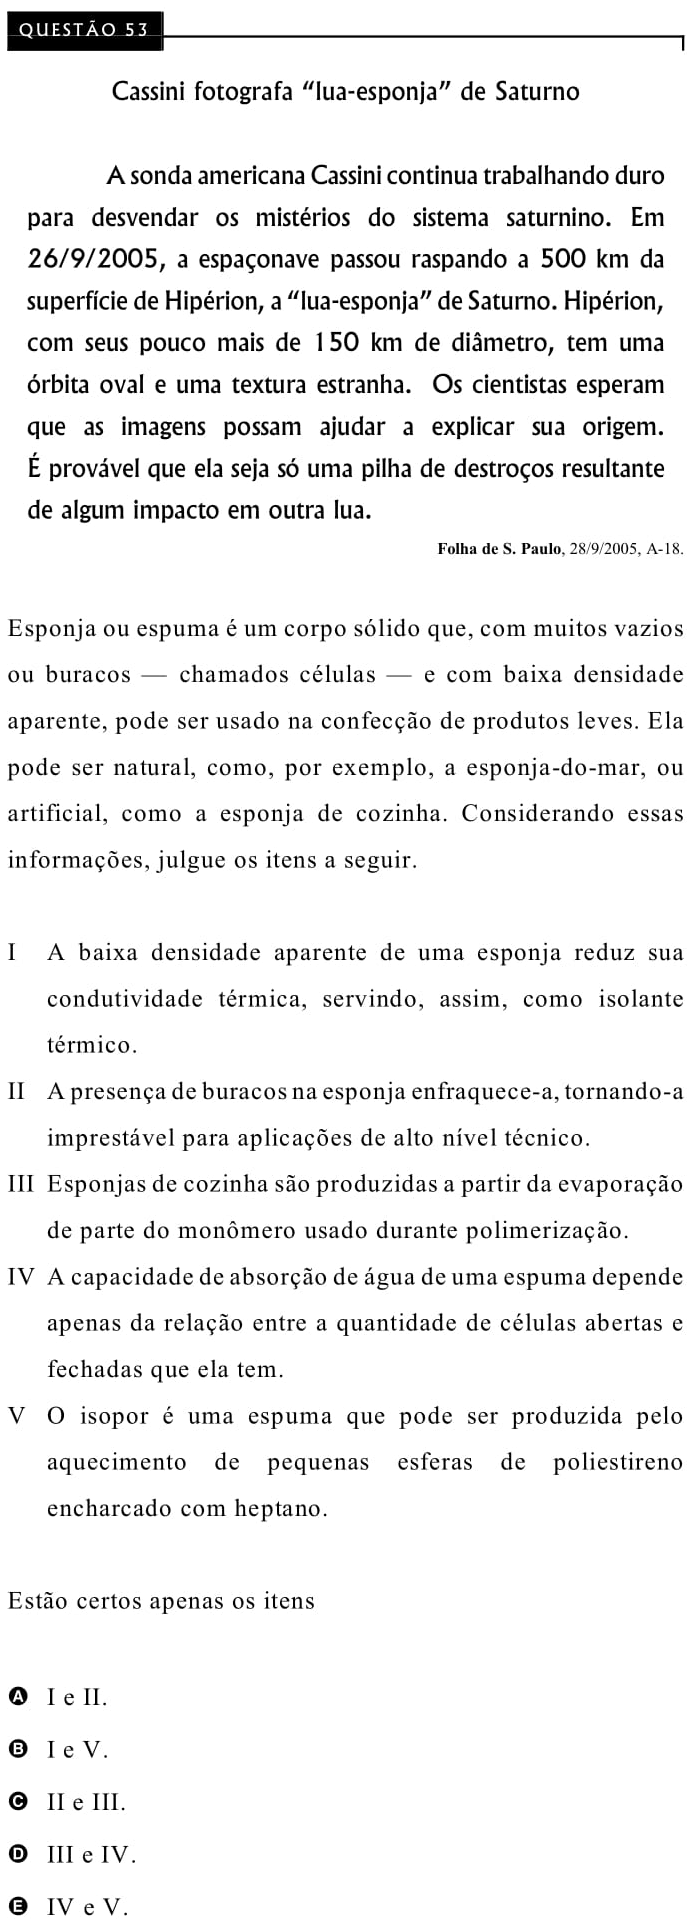 QUESTÃO 53
Cassini fotografa “lua-esponja” de Saturno
A sonda americana Cassini continua trabalhando duro
para desvendar os mistérios do sistema saturnino. Em
26/9/2005, a espaçonave passou raspando a 500 km da
superfície de Hipérion, a “lua-esponja” de Saturno. Hipérion,
com seus pouco mais de 150 km de diâmetro, tem uma
órbita oval e uma textura estranha. Os cientistas esperam
que as imagens possam ajudar a explicar sua origem.
É provável que ela seja só uma pilha de destroços resultante
de algum impacto em outra lua.
Folha de S. Paulo, 28/9/2005, A-18.
Esponja ou espuma é um corpo sólido que, com muitos vazios
ou buracos — chamados células — e com baixa densidade
aparente, pode ser usado na confecção de produtos leves. Ela
pode ser natural, como, por exemplo, a esponja-do-mar, ou
artificial, como a esponja de cozinha. Considerando essas
informações, julgue os itens a seguir.
I A baixa densidade aparente de uma esponja reduz sua
condutividade térmica, servindo, assim, como isolante
térmico.
II A presença de buracos na esponja enfraquece-a, tornando-a
imprestável para aplicações de alto nível técnico.
III Esponjas de cozinha são produzidas a partir da evaporação
de parte do monômero usado durante polimerização.
IV A capacidade de absorção de água de uma espuma depende
apenas da relação entre a quantidade de células abertas e
fechadas que ela tem.
V O isopor é uma espuma que pode ser produzida pelo
aquecimento de pequenas esferas de poliestireno
encharcado com heptano.
Estão certos apenas os itens
A I e II.
B I e V.
C II e III.
D III e IV.
E IV e V.